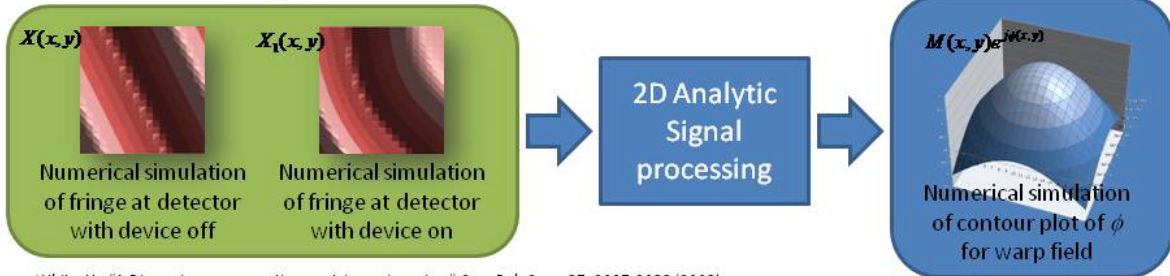 X(x,y)
X₁(x,y)
Numerical simulation
of fringe at detector
with device off
Numerical simulation
of fringe at detector
with device on
2D Analytic
Signal
processing
M(x,y)e^{-jϕ(x,y)}
Numerical simulation
of contour plot of ϕ
for warp field